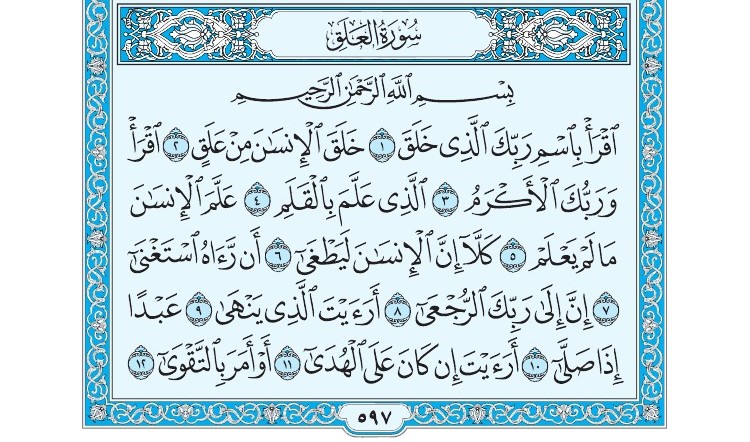 سُورَةُ العَلَقِ
بِسْمِ ٱللَّهِ ٱلرَّحْمَٰنِ ٱلرَّحِيمِ
ٱقْرَأْ بِٱسْمِ رَبِّكَ ٱلَّذِى خَلَقَ ١ خَلَقَ ٱلْإِنسَٰنَ مِنْ عَلَقٍ ٢ ٱقْرَأْ
وَرَبُّكَ ٱلْأَكْرَمُ ٣ ٱلَّذِى عَلَّمَ بِٱلْقَلَمِ ٤ عَلَّمَ ٱلْإِنسَٰنَ
مَا لَمْ يَعْلَمْ ٥ كَلَّآ إِنَّ ٱلْإِنسَٰنَ لَيَطْغَىٰٓ ٦ أَن رَّءَاهُ ٱسْتَغْنَىٰٓ
٧ إِنَّ إِلَىٰ رَبِّكَ ٱلرُّجْعَىٰٓ ٨ أَرَءَيْتَ ٱلَّذِى يَنْهَىٰ ٩ عَبْدًا
إِذَا صَلَّىٰٓ ١٠ أَرَءَيْتَ إِن كَانَ عَلَى ٱلْهُدَىٰٓ ١١ أَوْ أَمَرَ بِٱلتَّقْوَىٰٓ ١٢
٥٩٧